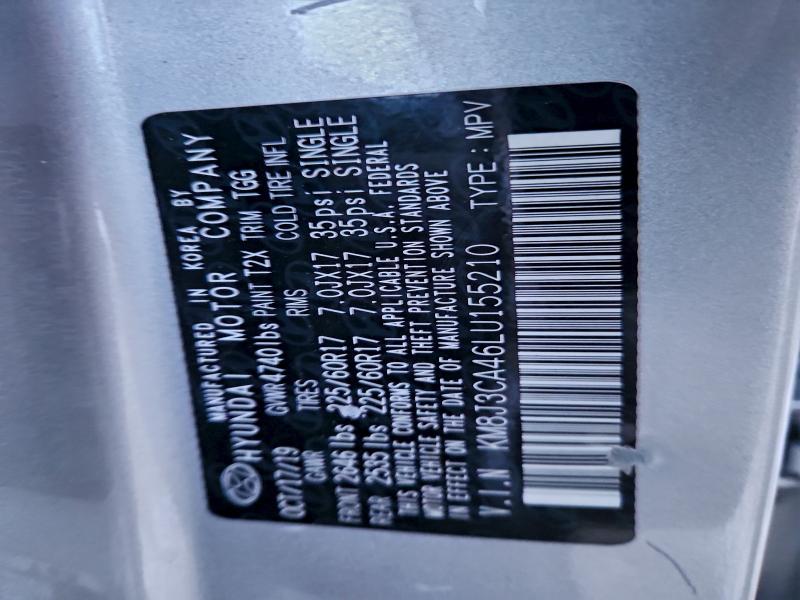 MANUFACTURED IN KOREA BY
HYUNDAI MOTOR COMPANY
OCT/17/19 GVWR4740lbs PAINT T2X TRIM TGG
GAWR TIRES RIMS COLD TIRE INFL
FRONT 2646 lbs 225/60R17 7.0JX17 35psi SINGLE
REAR 2535 lbs 225/60R17 7.0JX17 35psi SINGLE
THIS VEHICLE CONFORMS TO ALL APPLICABLE U.S.A. FEDERAL
MOTOR VEHICLE SAFETY AND THEFT PREVENTION STANDARDS
IN EFFECT ON THE DATE OF MANUFACTURE SHOWN ABOVE
V.I.N KM8J3CA46LU155210 TYPE : MPV